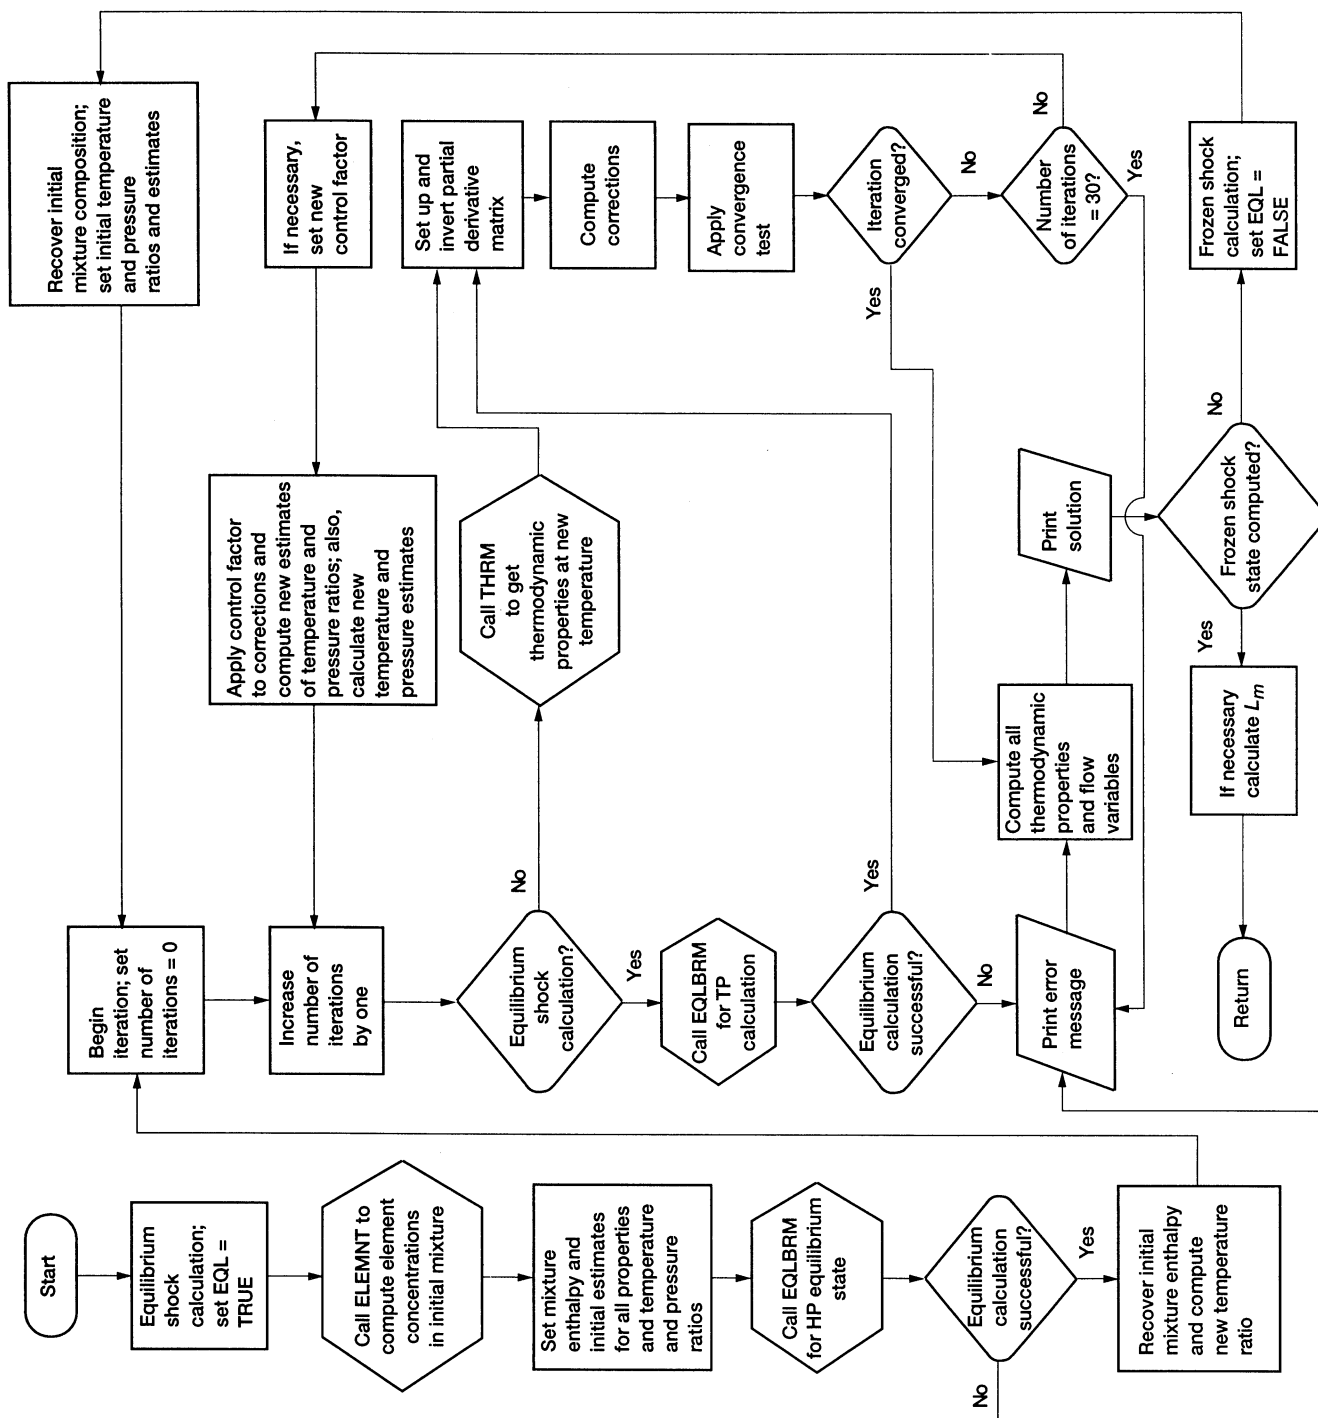 Start
Equilibrium
shock
calculation;
set EQL =
TRUE
Call ELEMNT to
compute element
concentrations
in initial mixture
Set mixture
enthalpy and
initial estimates
for all properties
and temperature
and pressure
ratios
Call EQLBRM
for HP equilibrium
state
Equilibrium
calculation
successful?
No
Yes
Recover initial
mixture enthalpy
and compute
new temperature
ratio
Begin
iteration; set
number of
iterations = 0
Increase
number of
iterations
by one
Equilibrium
shock
calculation?
No
Yes
Call EQLBRM
for TP
calculation
Equilibrium
calculation
successful?
Yes
No
Print error
message
Apply control factor
to corrections and
compute new estimates
of temperature and
pressure ratios; also,
calculate new
temperature and
pressure estimates
Call THRM
to get
thermodynamic
properties at new
temperature
Compute all
thermodynamic
properties
and flow
variables
Print
solution
Recover initial
mixture composition;
set initial temperature
and pressure
ratios and estimates
If necessary,
set new
control factor
Set up and
invert partial
derivative
matrix
Compute
corrections
Apply
convergence
test
Iteration
converged?
Yes
No
Number
of iterations
= 30?
No
Yes
Frozen shock
calculation;
set EQL =
FALSE
No
Frozen shock
state computed?
Yes
If necessary
calculate Lm
Return